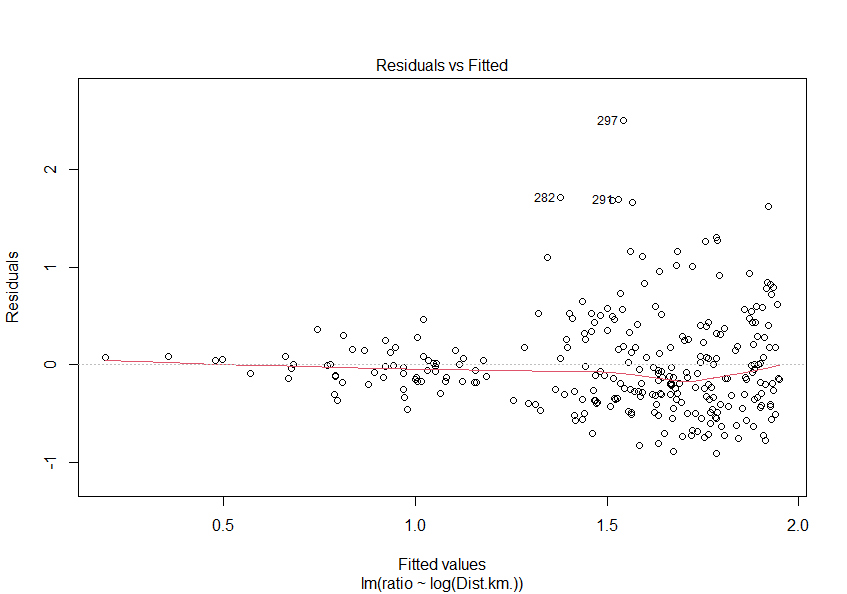 Residuals vs Fitted
297
282
291
2
1
0
-1
Residuals
0.5 1.0 1.5 2.0
Fitted values
lm(ratio ~ log(Dist.km.))